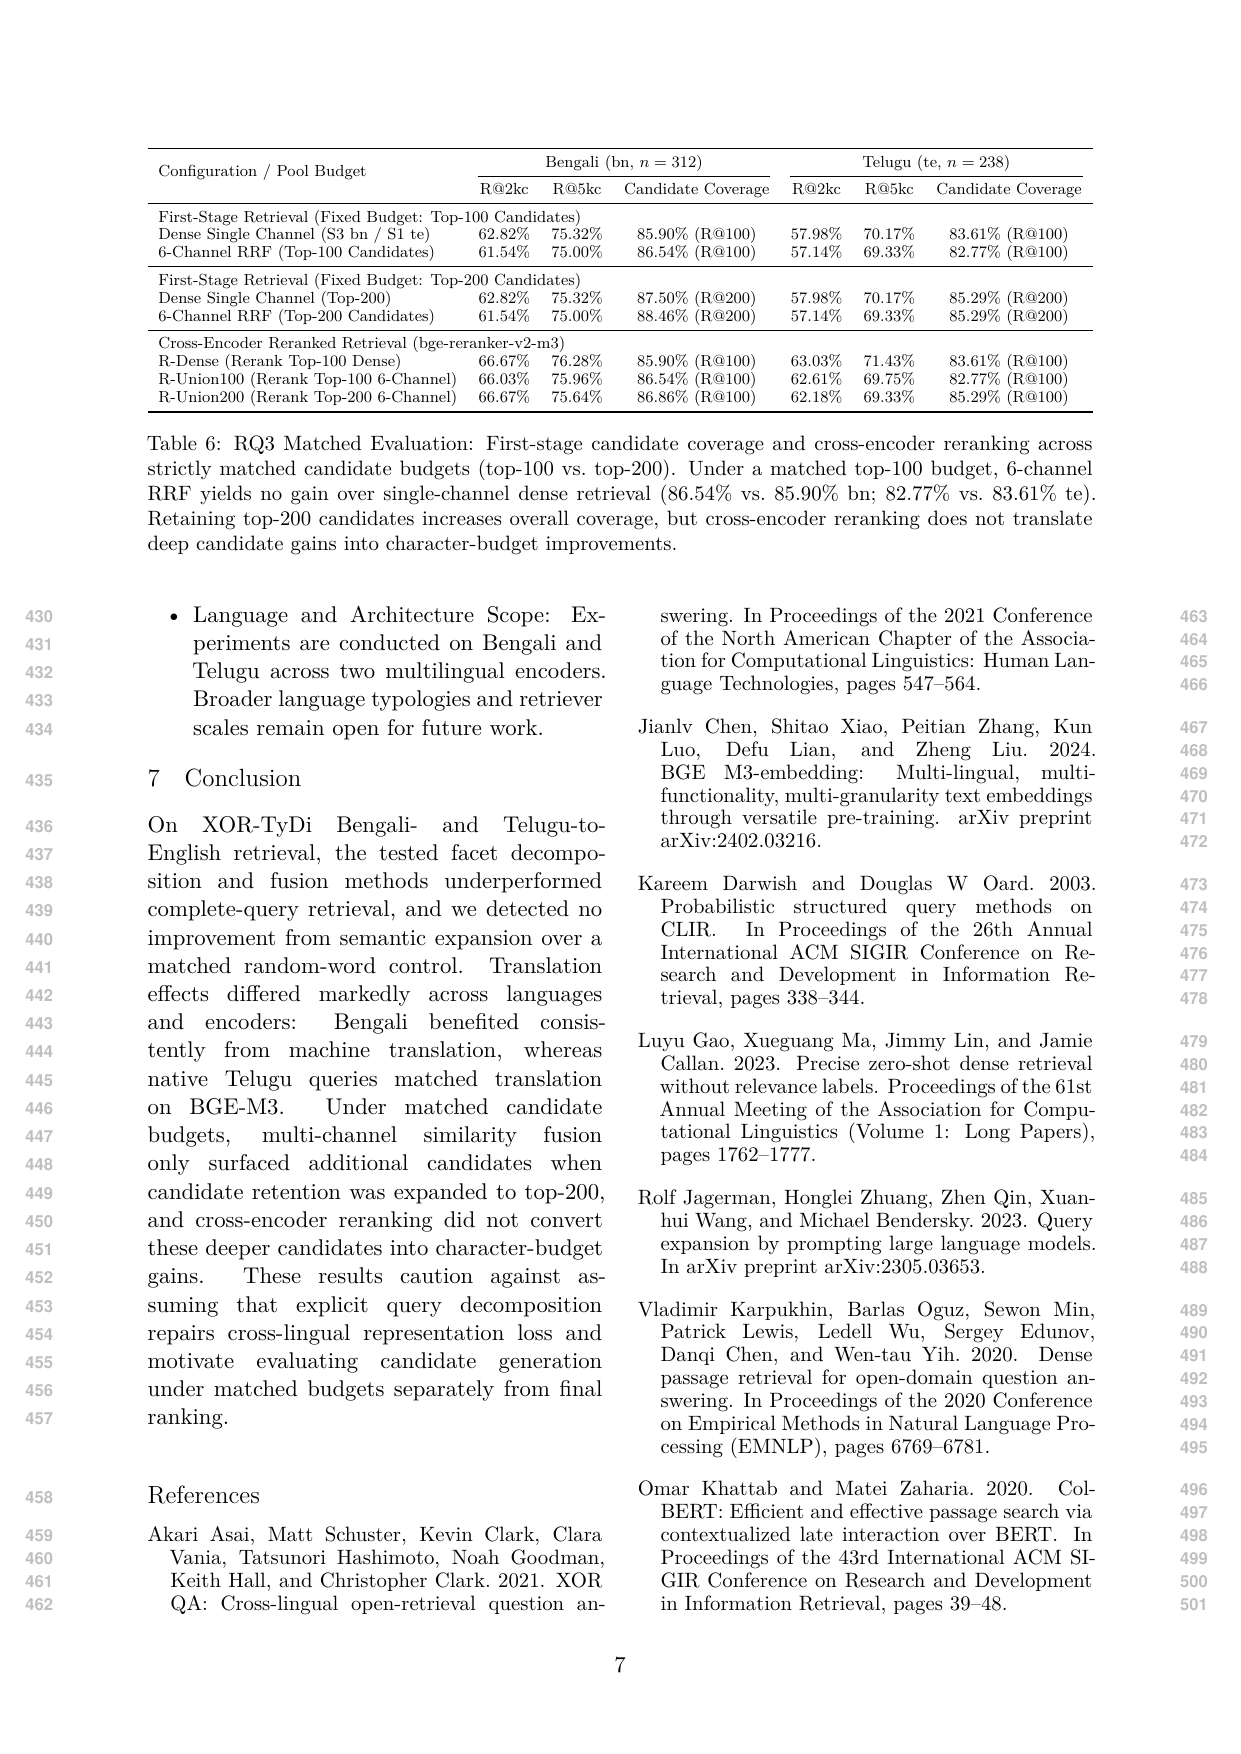 Configuration / Pool Budget
Bengali (bn, n = 312)
Telugu (te, n = 238)
R@2kc R@5kc Candidate Coverage R@2kc R@5kc Candidate Coverage
First-Stage Retrieval (Fixed Budget: Top-100 Candidates)
Dense Single Channel (S3 bn / S1 te) 62.82% 75.32% 85.90% (R@100) 57.98% 70.17% 83.61% (R@100)
6-Channel RRF (Top-100 Candidates) 61.54% 75.00% 86.54% (R@100) 57.14% 69.33% 82.77% (R@100)
First-Stage Retrieval (Fixed Budget: Top-200 Candidates)
Dense Single Channel (Top-200) 62.82% 75.32% 87.50% (R@200) 57.98% 70.17% 85.29% (R@200)
6-Channel RRF (Top-200 Candidates) 61.54% 75.00% 88.46% (R@200) 57.14% 69.33% 85.29% (R@200)
Cross-Encoder Reranked Retrieval (bge-reranker-v2-m3)
R-Dense (Rerank Top-100 Dense) 66.67% 76.28% 85.90% (R@100) 63.03% 71.43% 83.61% (R@100)
R-Union100 (Rerank Top-100 6-Channel) 66.03% 75.96% 86.54% (R@100) 62.61% 69.75% 82.77% (R@100)
R-Union200 (Rerank Top-200 6-Channel) 66.67% 75.64% 86.86% (R@100) 62.18% 69.33% 85.29% (R@100)
Table 6: RQ3 Matched Evaluation: First-stage candidate coverage and cross-encoder reranking across
strictly matched candidate budgets (top-100 vs. top-200). Under a matched top-100 budget, 6-channel
RRF yields no gain over single-channel dense retrieval (86.54% vs. 85.90% bn; 82.77% vs. 83.61% te).
Retaining top-200 candidates increases overall coverage, but cross-encoder reranking does not translate
deep candidate gains into character-budget improvements.
430 • Language and Architecture Scope: Ex-
431 periments are conducted on Bengali and
432 Telugu across two multilingual encoders.
433 Broader language typologies and retriever
434 scales remain open for future work.
435 7 Conclusion
436 On XOR-TyDi Bengali- and Telugu-to-
437 English retrieval, the tested facet decompo-
438 sition and fusion methods underperformed
439 complete-query retrieval, and we detected no
440 improvement from semantic expansion over a
441 matched random-word control. Translation
442 effects differed markedly across languages
443 and encoders: Bengali benefited consis-
444 tently from machine translation, whereas
445 native Telugu queries matched translation
446 on BGE-M3. Under matched candidate
447 budgets, multi-channel similarity fusion
448 only surfaced additional candidates when
449 candidate retention was expanded to top-200,
450 and cross-encoder reranking did not convert
451 these deeper candidates into character-budget
452 gains. These results caution against as-
453 suming that explicit query decomposition
454 repairs cross-lingual representation loss and
455 motivate evaluating candidate generation
456 under matched budgets separately from final
457 ranking.
458 References
459 Akari Asai, Matt Schuster, Kevin Clark, Clara
460 Vania, Tatsunori Hashimoto, Noah Goodman,
461 Keith Hall, and Christopher Clark. 2021. XOR
462 QA: Cross-lingual open-retrieval question an-
swering. In Proceedings of the 2021 Conference 463
of the North American Chapter of the Associa- 464
tion for Computational Linguistics: Human Lan- 465
guage Technologies, pages 547–564. 466
Jianlv Chen, Shitao Xiao, Peitian Zhang, Kun 467
Luo, Defu Lian, and Zheng Liu. 2024. 468
BGE M3-embedding: Multi-lingual, multi- 469
functionality, multi-granularity text embeddings 470
through versatile pre-training. arXiv preprint 471
arXiv:2402.03216. 472
Kareem Darwish and Douglas W Oard. 2003. 473
Probabilistic structured query methods on 474
CLIR. In Proceedings of the 26th Annual 475
International ACM SIGIR Conference on Re- 476
search and Development in Information Re- 477
trieval, pages 338–344. 478
Luyu Gao, Xueguang Ma, Jimmy Lin, and Jamie 479
Callan. 2023. Precise zero-shot dense retrieval 480
without relevance labels. Proceedings of the 61st 481
Annual Meeting of the Association for Compu- 482
tational Linguistics (Volume 1: Long Papers), 483
pages 1762–1777. 484
Rolf Jagerman, Honglei Zhuang, Zhen Qin, Xuan- 485
hui Wang, and Michael Bendersky. 2023. Query 486
expansion by prompting large language models. 487
In arXiv preprint arXiv:2305.03653. 488
Vladimir Karpukhin, Barlas Oguz, Sewon Min, 489
Patrick Lewis, Ledell Wu, Sergey Edunov, 490
Danqi Chen, and Wen-tau Yih. 2020. Dense 491
passage retrieval for open-domain question an- 492
swering. In Proceedings of the 2020 Conference 493
on Empirical Methods in Natural Language Pro- 494
cessing (EMNLP), pages 6769–6781. 495
Omar Khattab and Matei Zaharia. 2020. Col- 496
BERT: Efficient and effective passage search via 497
contextualized late interaction over BERT. In 498
Proceedings of the 43rd International ACM SI- 499
GIR Conference on Research and Development 500
in Information Retrieval, pages 39–48. 501
7